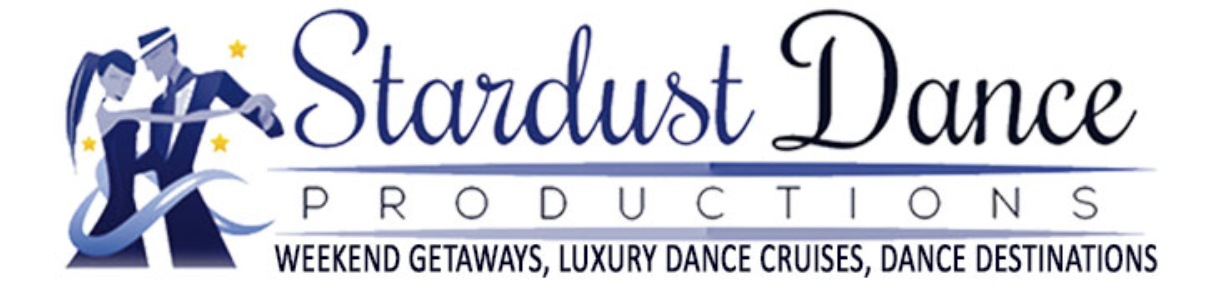 Stardust Dance
PRODUCTIONS
WEEKEND GETAWAYS, LUXURY DANCE CRUISES, DANCE DESTINATIONS